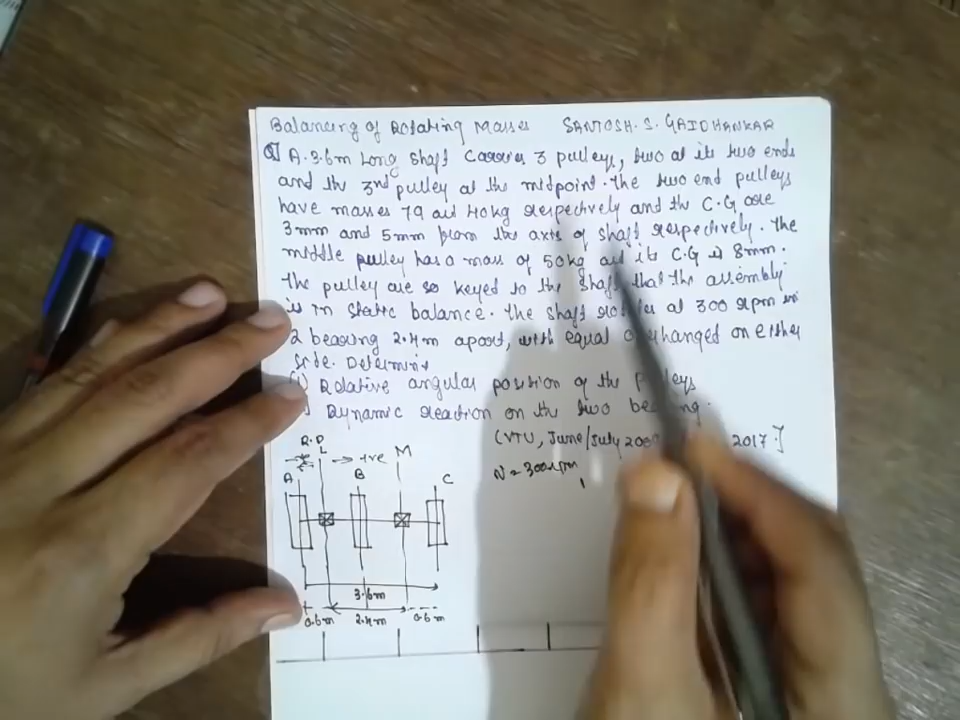 Balancing of Rotating Masses SANTOSH. S. GAIDHANKAR
Q] A. 3.6m Long shaft Carries 3 pulleys, two at its two ends
and the 3rd pulley at the midpoint. The two end pulleys
have masses 79 and 40kg respectively and the C.G are
3mm and 5mm from the axis of shaft respectively. The
middle pulley has a mass of 50kg and its C.G is 8mm.
The pulley are so keyed to the shaft that the assembly
is in static balance. The shaft rotates at 300 rpm in
2 bearing 2.4m apart, with equal overhanged on either
side. Determine
(i) Relative angular position of the pulleys
Dynamic reaction on the two bearing.
(VTU, June/July 2017]
N = 300rpm
R.P
L → +ve M
A B C
3.6m
0.6m 2.4m 0.6m